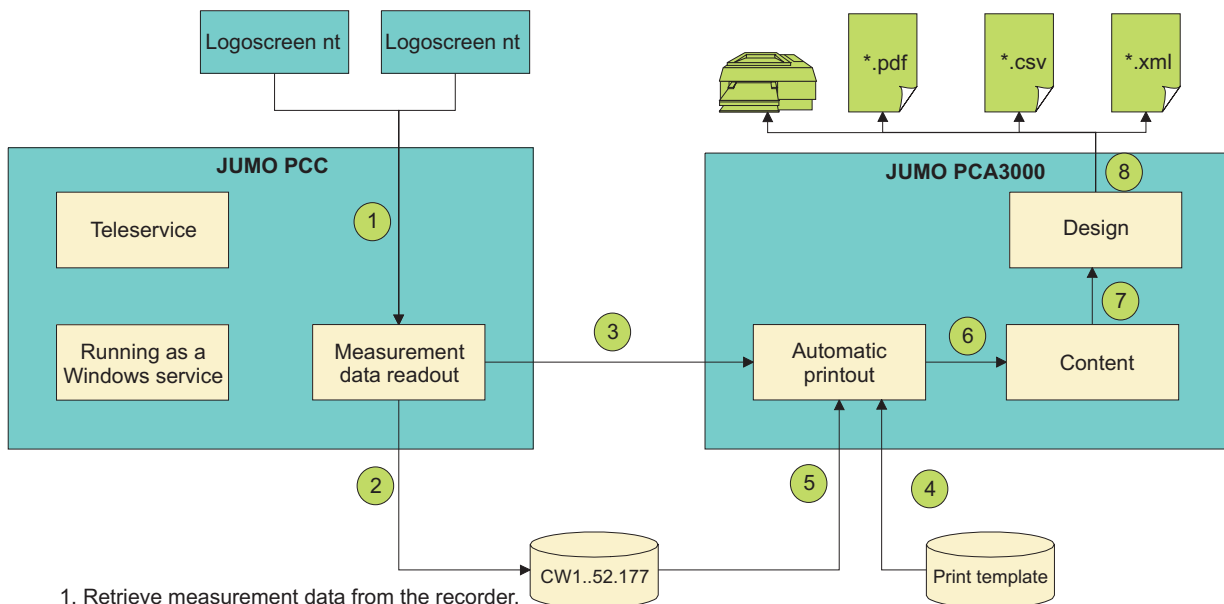 Logoscreen nt
Logoscreen nt
*.pdf
*.csv
*.xml
JUMO PCC
JUMO PCA3000
8
Teleservice
1
Design
7
Running as a
Windows service
Measurement
data readout
3
Automatic
printout
6
Content
2
5
4
CW1..52.177
Print template
1. Retrieve measurement data from the recorder.